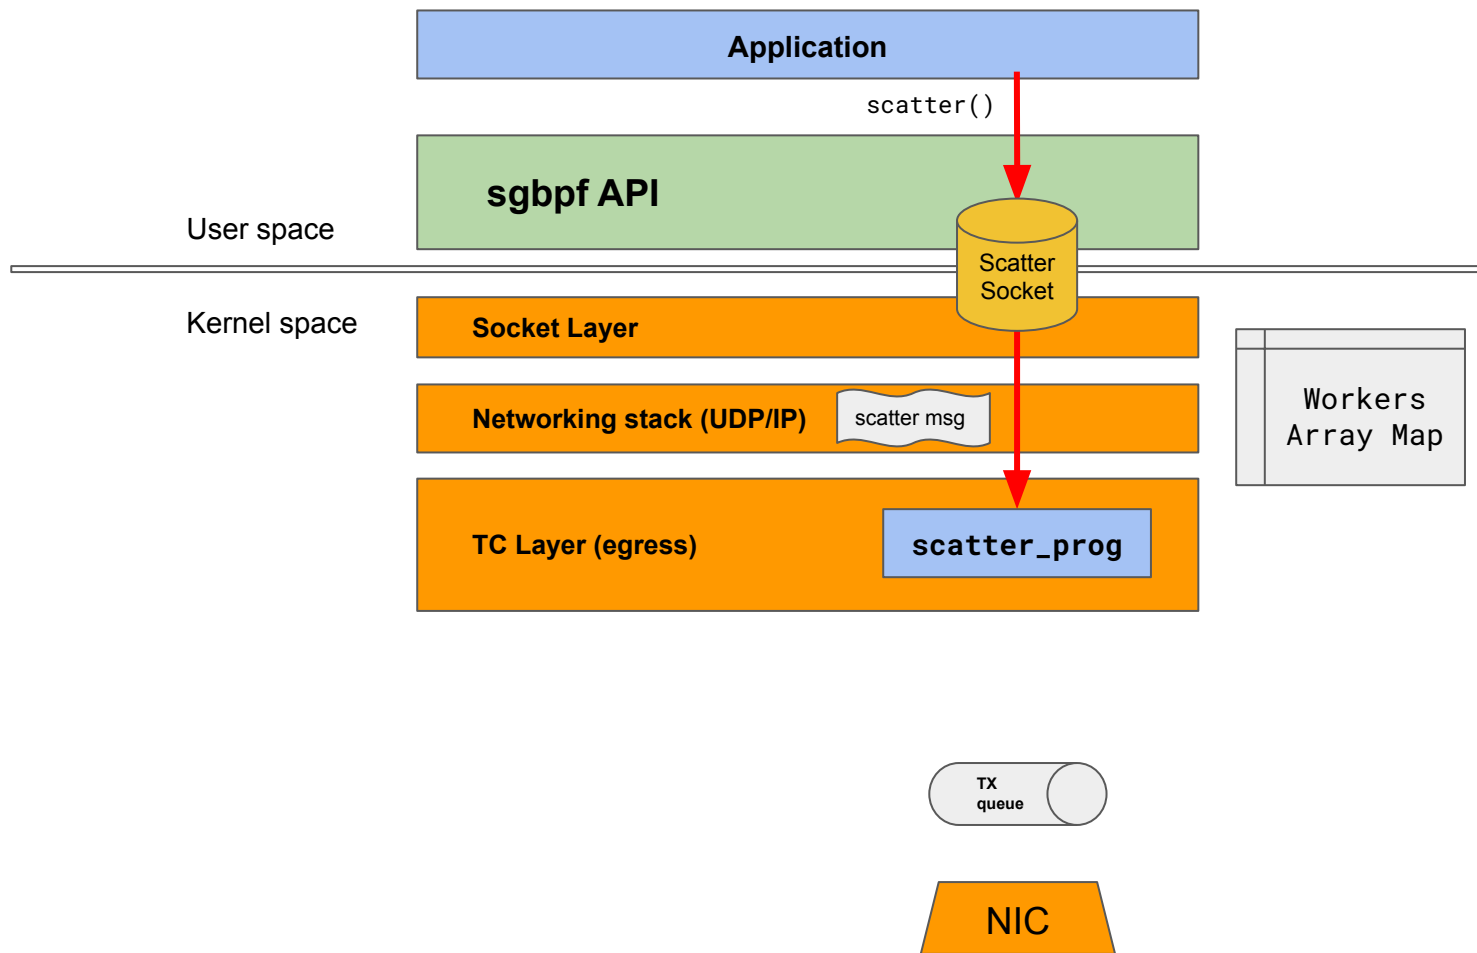 Application
scatter()
sgbpf API
User space
Scatter
Socket
Kernel space
Socket Layer
Networking stack (UDP/IP)
scatter msg
Workers
Array Map
TC Layer (egress)
scatter_prog
TX
queue
NIC